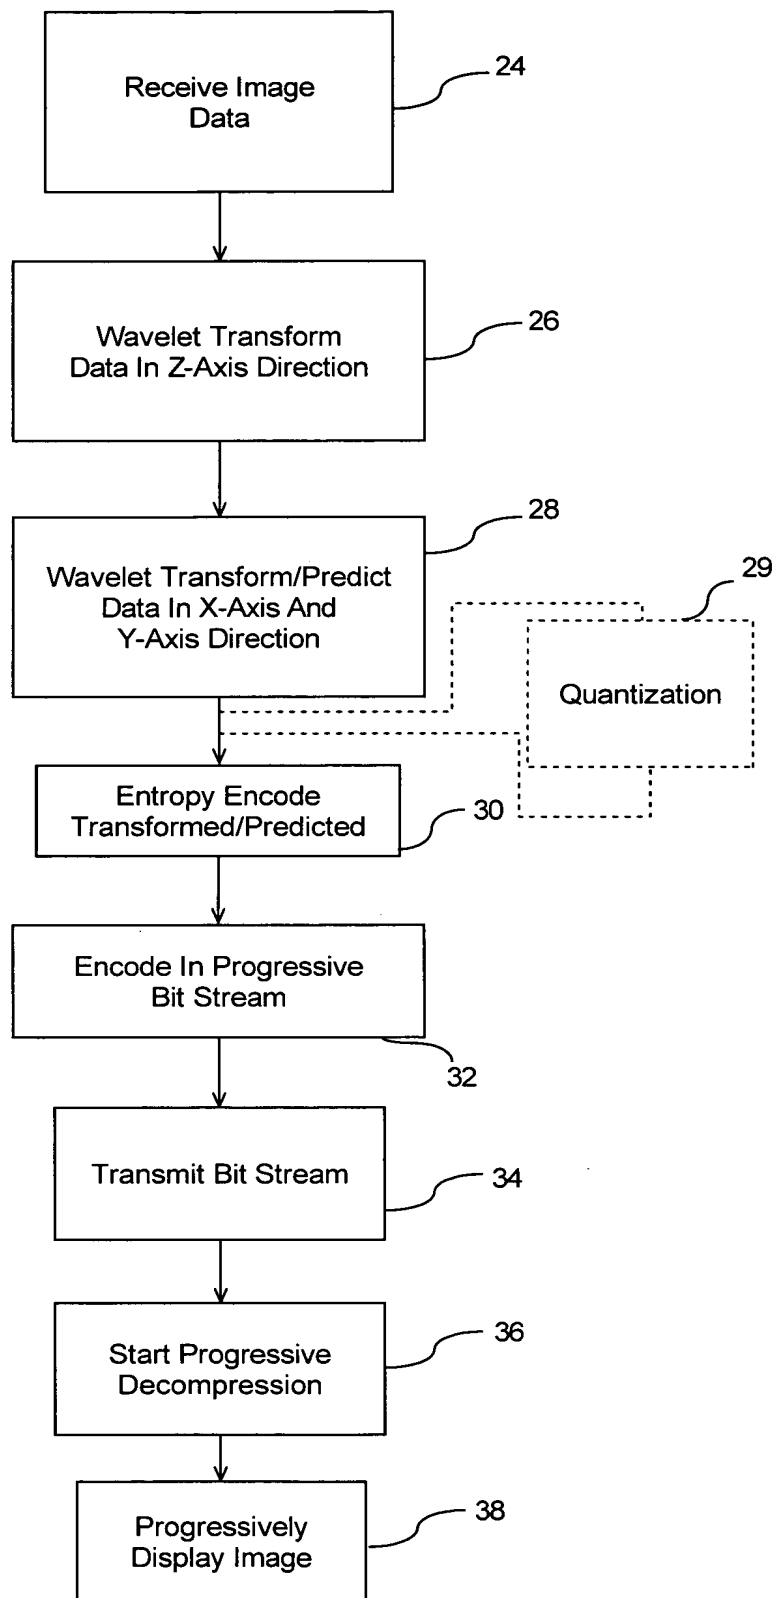 Receive Image
Data
24
Wavelet Transform
Data In Z-Axis Direction
26
Wavelet Transform/Predict
Data In X-Axis And
Y-Axis Direction
28
29
Quantization
Entropy Encode
Transformed/Predicted
30
Encode In Progressive
Bit Stream
32
Transmit Bit Stream
34
Start Progressive
Decompression
36
Progressively
Display Image
38